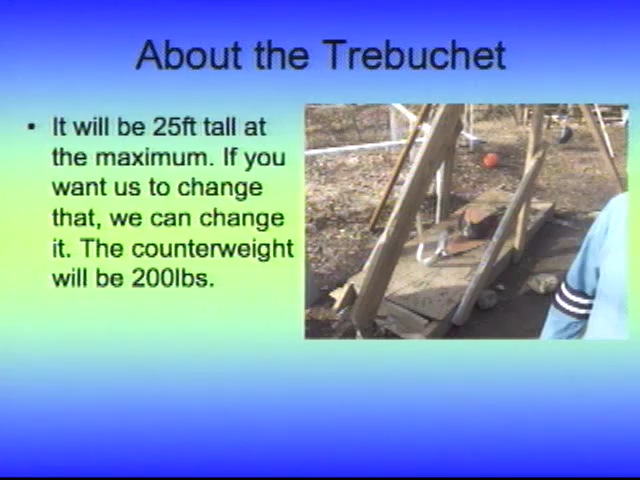 About the Trebuchet
• It will be 25ft tall at
the maximum. If you
want us to change
that, we can change
it. The counterweight
will be 200lbs.